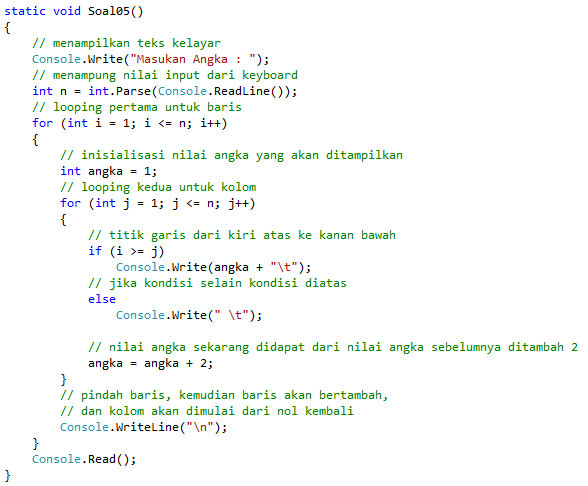 static void Soal05()
{
    // menampilkan teks kelayar
    Console.Write("Masukan Angka : ");
    // menampung nilai input dari keyboard
    int n = int.Parse(Console.ReadLine());
    // looping pertama untuk baris
    for (int i = 1; i <= n; i++)
    {
        // inisialisasi nilai angka yang akan ditampilkan
        int angka = 1;
        // looping kedua untuk kolom
        for (int j = 1; j <= n; j++)
        {
            // titik garis dari kiri atas ke kanan bawah
            if (i >= j)
                Console.Write(angka + "\t");
            // jika kondisi selain kondisi diatas
            else
                Console.Write(" \t");

            // nilai angka sekarang didapat dari nilai angka sebelumnya ditambah 2
            angka = angka + 2;
        }
        // pindah baris, kemudian baris akan bertambah,
        // dan kolom akan dimulai dari nol kembali
        Console.WriteLine("\n");
    }
    Console.Read();
}